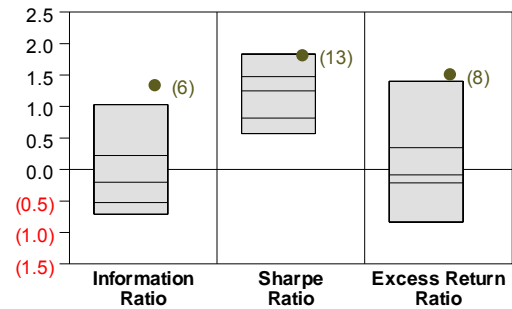 2.5
2.0
1.5
1.0
0.5
0.0
(0.5)
(1.0)
(1.5)
(6)
(13)
(8)
Information
Ratio
Sharpe
Ratio
Excess Return
Ratio